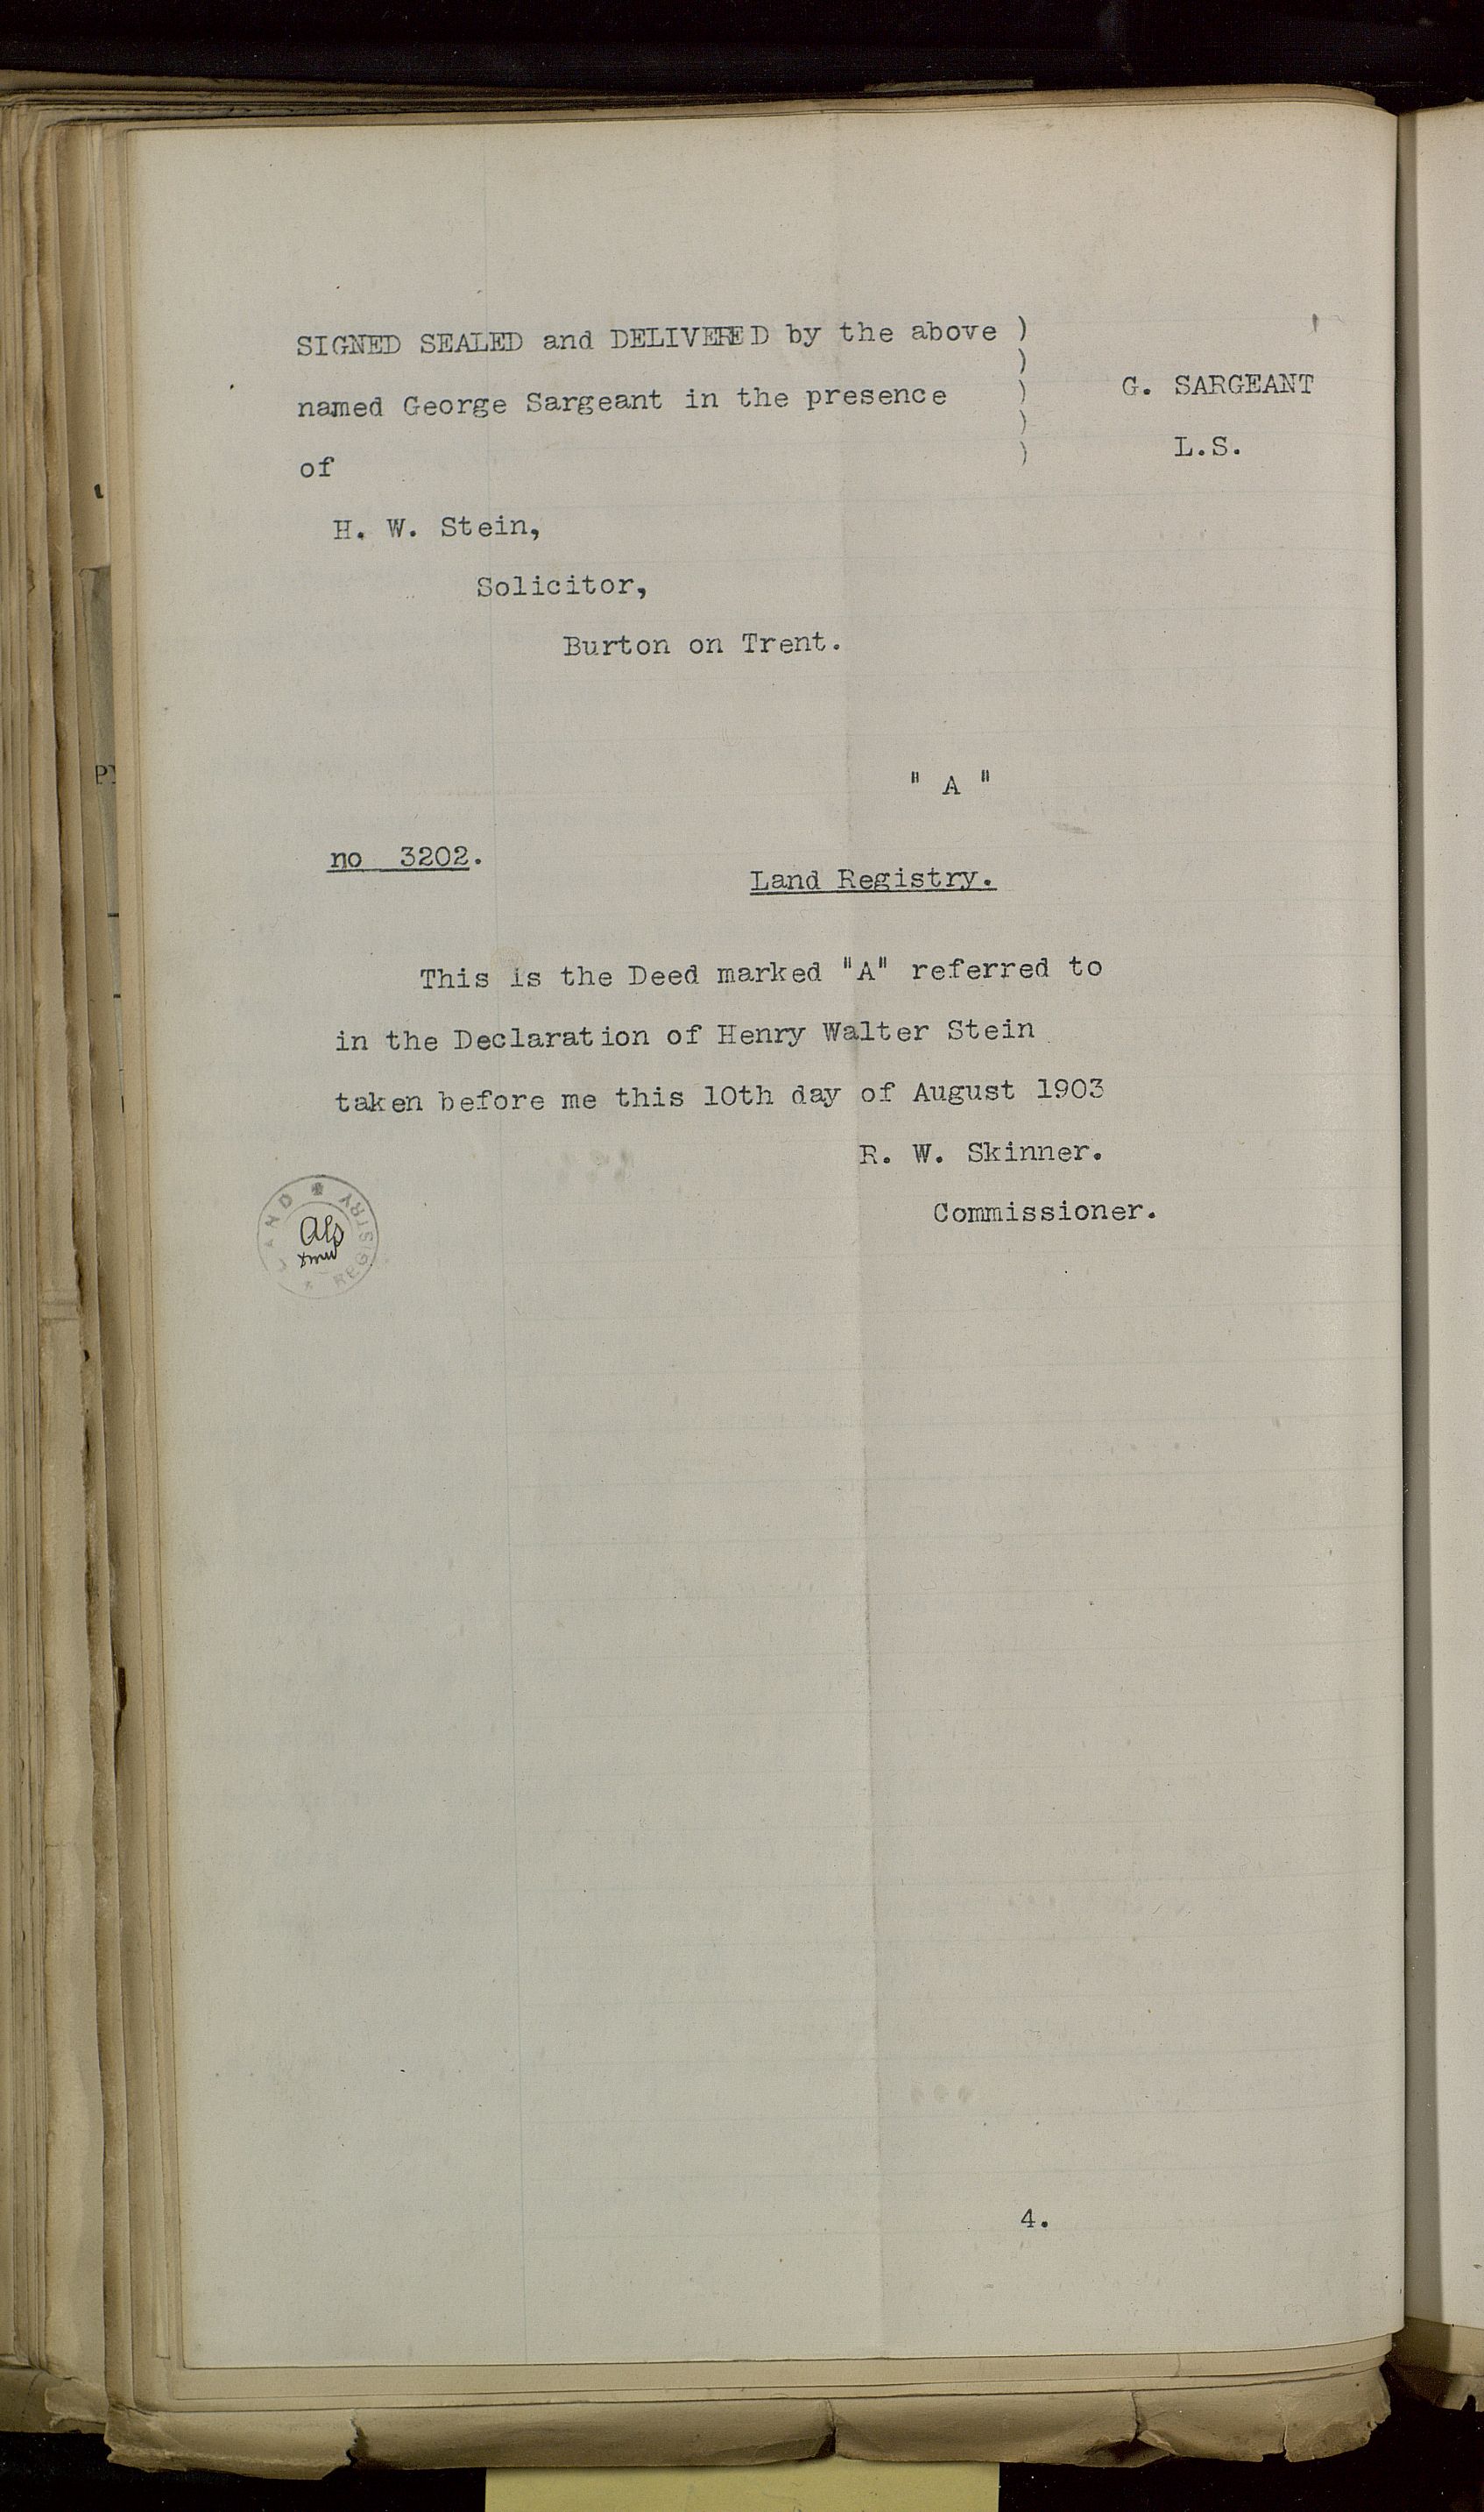 SIGNED SEALED and DELIVERED by the above )
)
named George Sargeant in the presence ) G. SARGEANT
)
of ) L.S.
H. W. Stein,
Solicitor,
Burton on Trent.
" A "
no 3202.
Land Registry.
This is the Deed marked "A" referred to
in the Declaration of Henry Walter Stein
taken before me this 10th day of August 1903
R. W. Skinner.
Commissioner.
LAND REGISTRY
4.